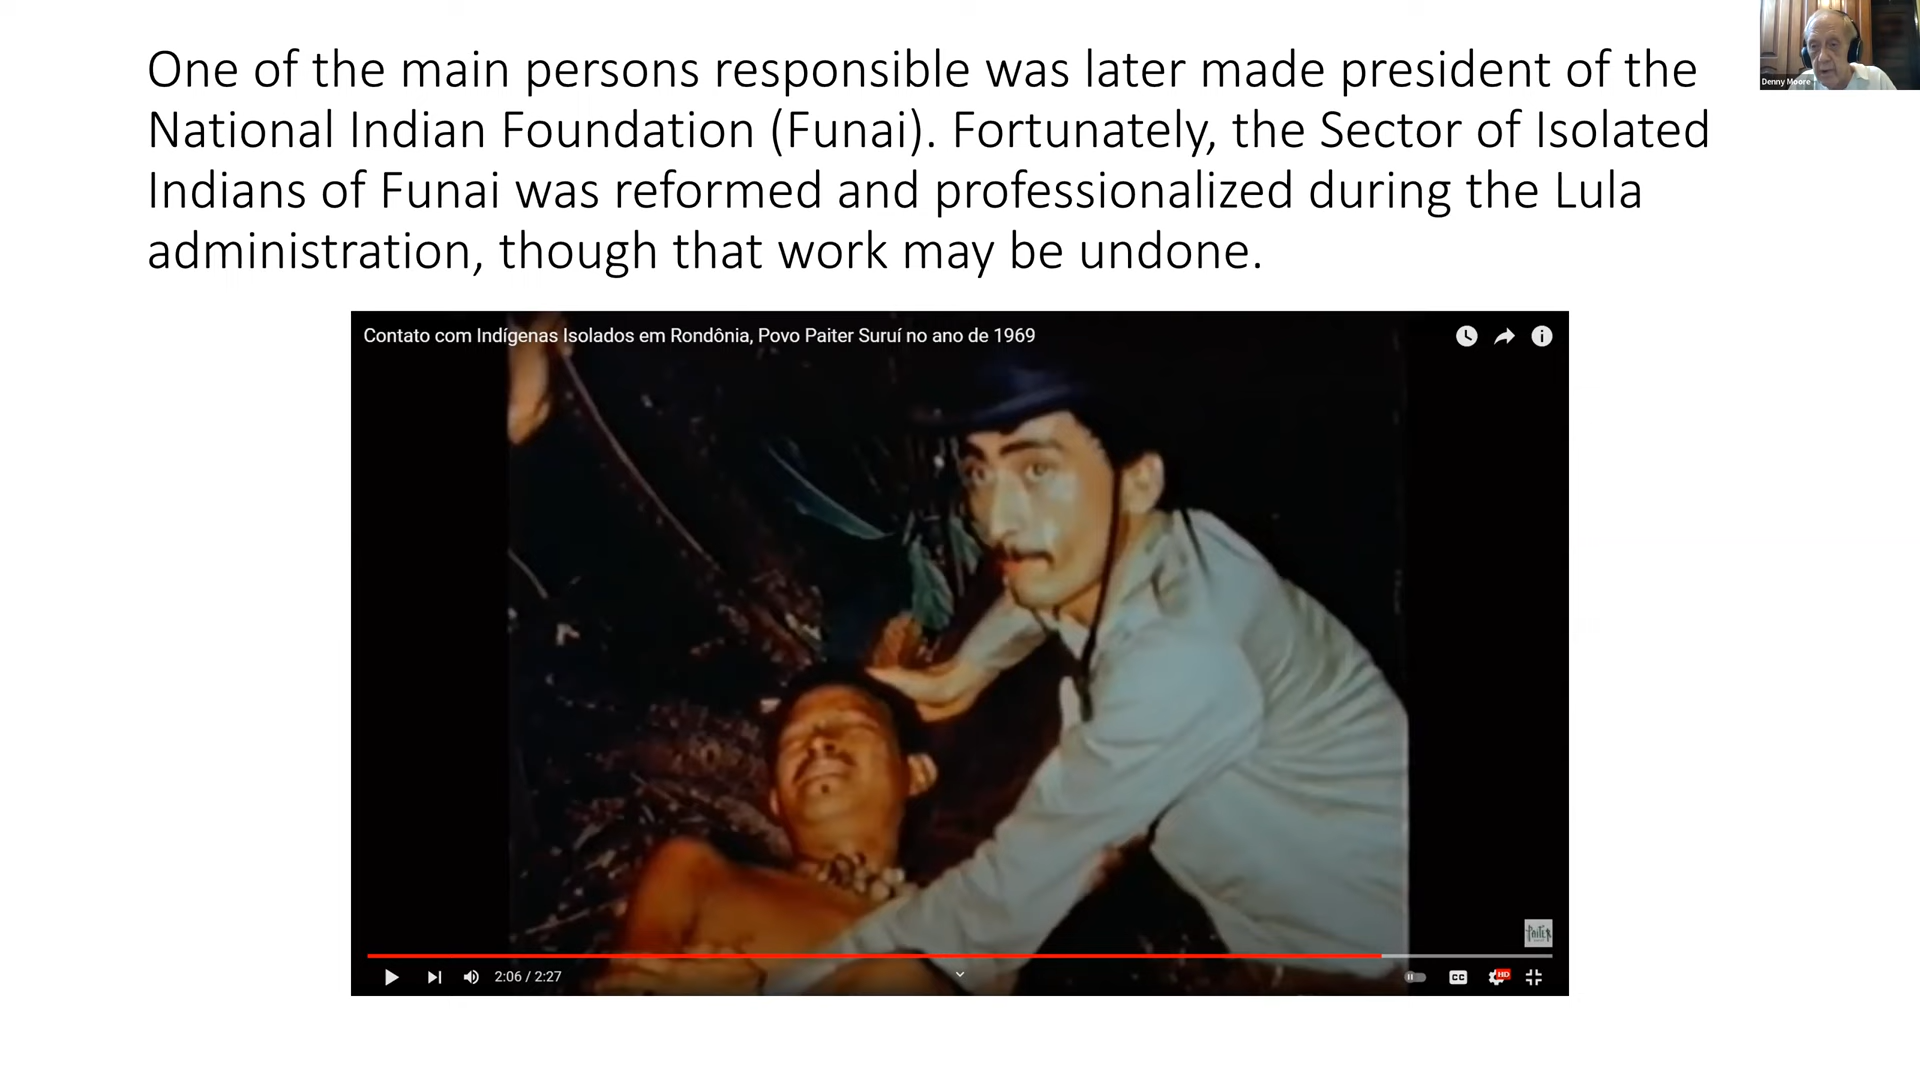 One of the main persons responsible was later made president of the
National Indian Foundation (Funai). Fortunately, the Sector of Isolated
Indians of Funai was reformed and professionalized during the Lula
administration, though that work may be undone.
Denny Moore
Contato com Indígenas Isolados em Rondônia, Povo Paiter Suruí no ano de 1969
PAITER
2:06 / 2:27
CC
HD